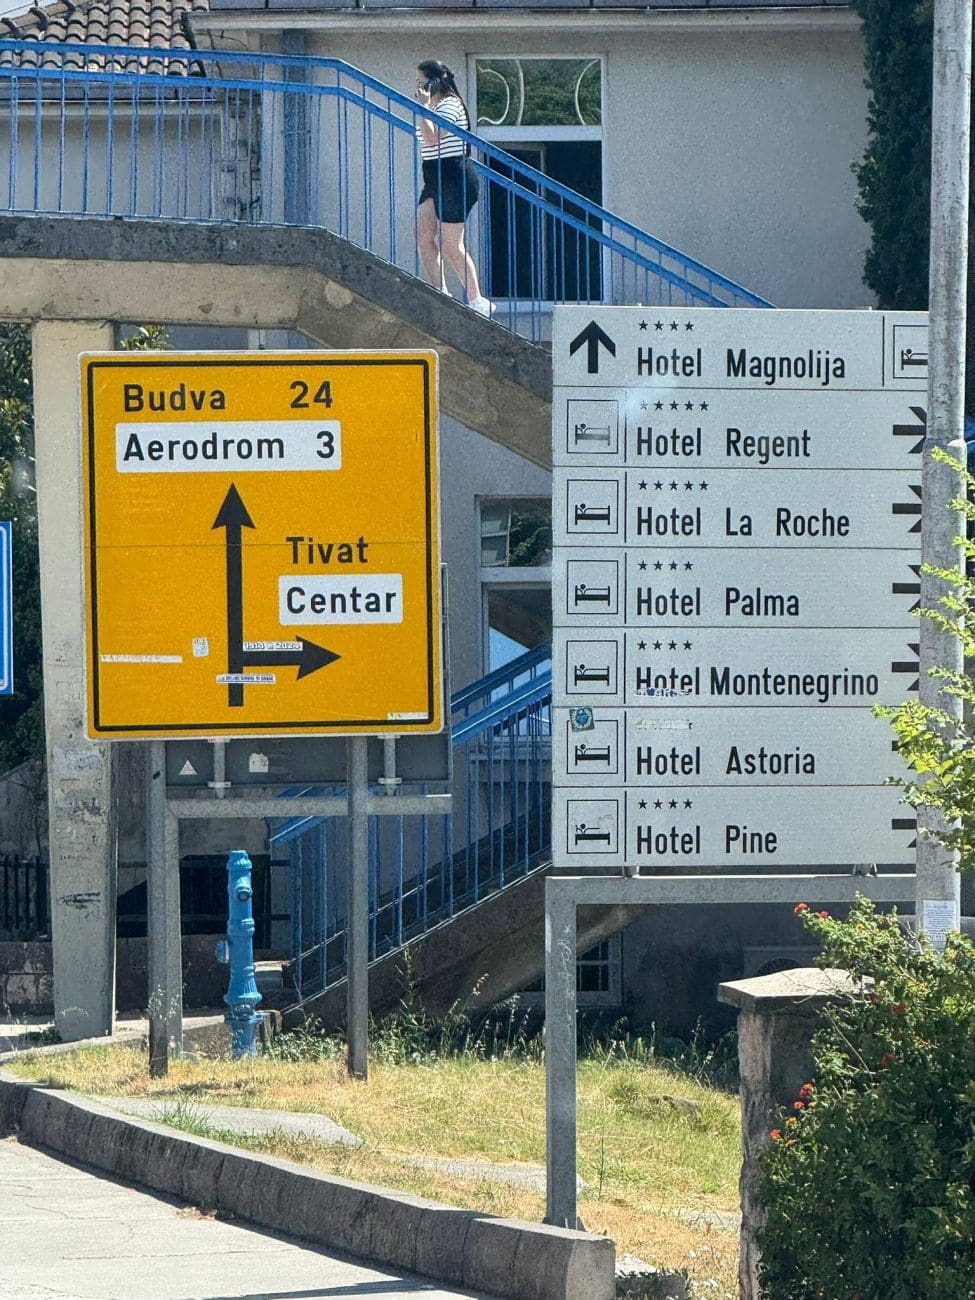 Budva 24
Aerodrom 3
Tivat
Centar
★★★★
Hotel Magnolija
★★★★★
Hotel Regent
★★★★★
Hotel La Roche
★★★★
Hotel Palma
★★★★
Hotel Montenegrino
Hotel Astoria
★★★★
Hotel Pine